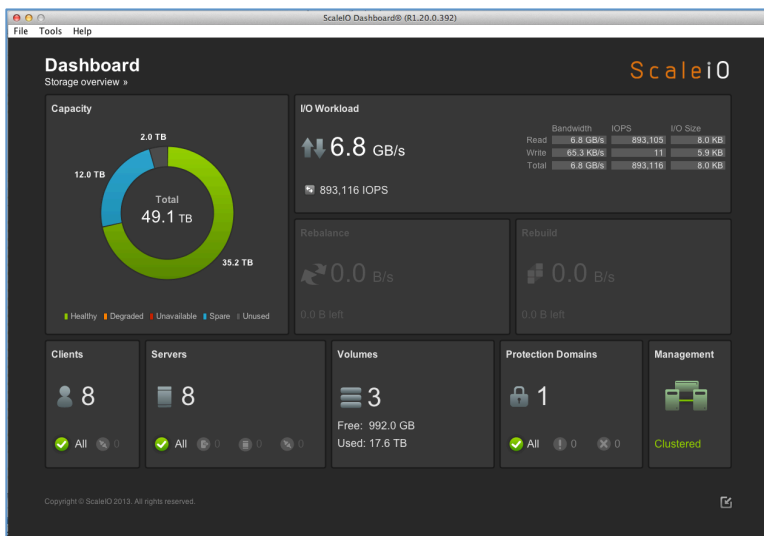 ScaleIO Dashboard® (R1.20.0.392)
File Tools Help
Dashboard
Storage overview »
ScaleiO
Capacity
2.0 TB
12.0 TB
Total
49.1 TB
35.2 TB
Healthy Degraded Unavailable Spare Unused
I/O Workload
6.8 GB/s
893,116 IOPS
Bandwidth IOPS I/O Size
Read 6.8 GB/s 893,105 8.0 KB
Write 65.3 KB/s 11 5.9 KB
Total 6.8 GB/s 893,116 8.0 KB
Rebalance
0.0 B/s
0.0 B left
Rebuild
0.0 B/s
0.0 B left
Clients
8
All 0
Servers
8
All 0 0 0
Volumes
3
Free: 992.0 GB
Used: 17.6 TB
Protection Domains
1
All 0 0
Management
Clustered
Copyright © ScaleIO 2013. All rights reserved.